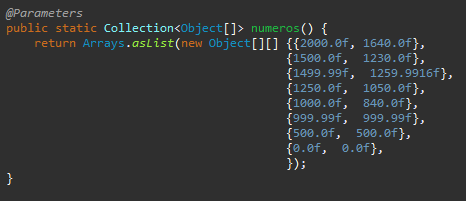 @Parameters
public static Collection<Object[]> numeros() {
    return Arrays.asList(new Object[][] {{2000.0f, 1640.0f},
                                         {1500.0f, 1230.0f},
                                         {1499.99f, 1259.9916f},
                                         {1250.0f, 1050.0f},
                                         {1000.0f, 840.0f},
                                         {999.99f, 999.99f},
                                         {500.0f, 500.0f},
                                         {0.0f, 0.0f},
                                         });
}